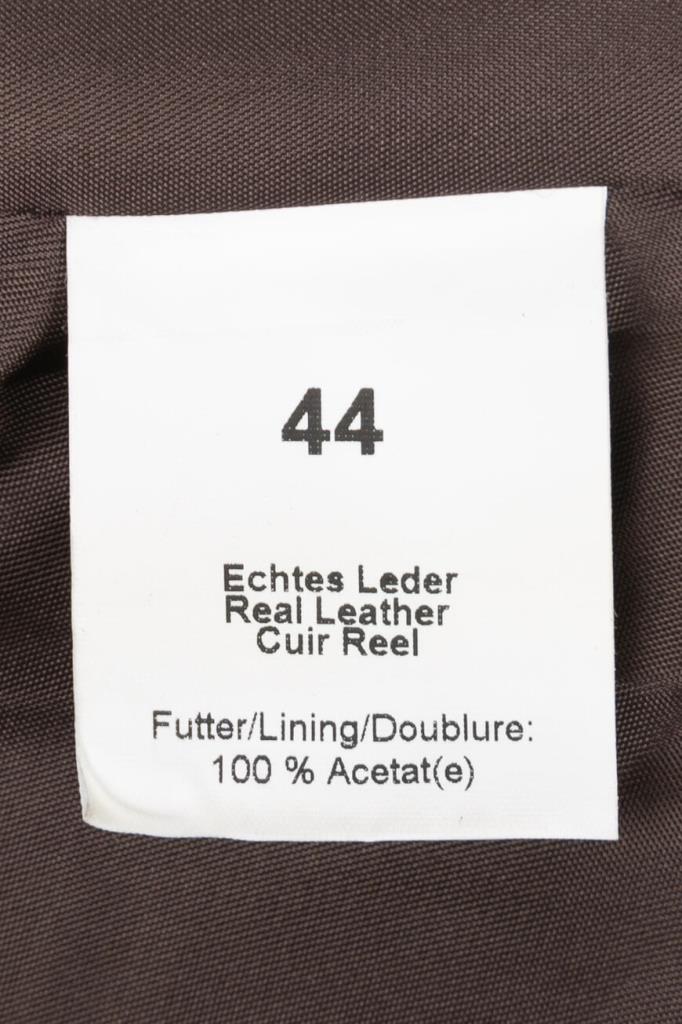 44
Echtes Leder
Real Leather
Cuir Reel
Futter/Lining/Doublure:
100 % Acetat(e)